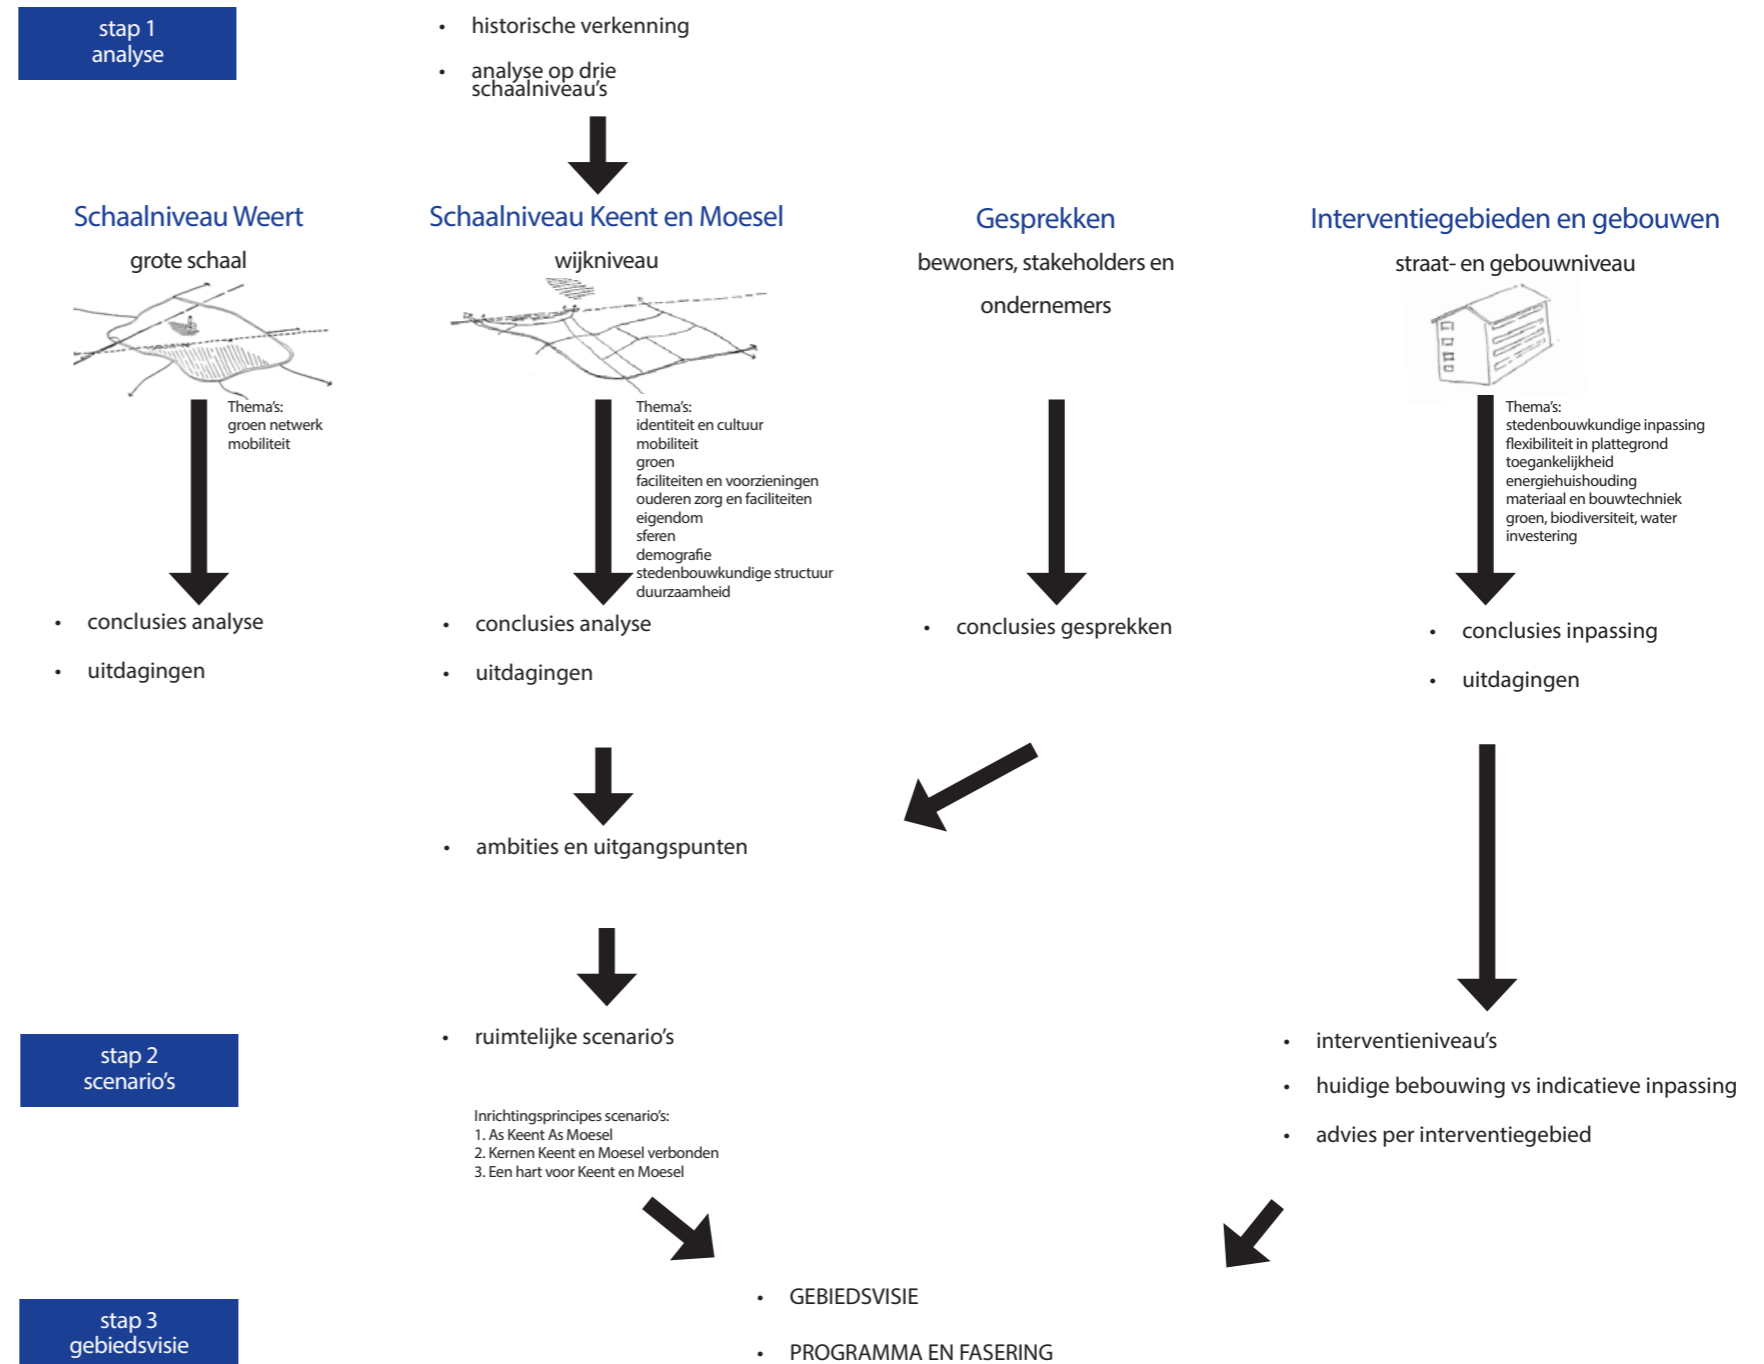 stap 1
analyse
• historische verkenning
• analyse op drie
schaalniveau's
Schaalniveau Weert
grote schaal
Thema's:
groen netwerk
mobiliteit
• conclusies analyse
• uitdagingen
Schaalniveau Keent en Moesel
wijkniveau
Thema's:
identiteit en cultuur
mobiliteit
groen
faciliteiten en voorzieningen
ouderen zorg en faciliteiten
eigendom
sferen
demografie
stedenbouwkundige structuur
duurzaamheid
• conclusies analyse
• uitdagingen
Gesprekken
bewoners, stakeholders en
ondernemers
• conclusies gesprekken
Interventiegebieden en gebouwen
straat- en gebouwniveau
Thema's:
stedenbouwkundige inpassing
flexibiliteit in plattegrond
toegankelijkheid
energiehuishouding
materiaal en bouwtechniek
groen, biodiversiteit, water
investering
• conclusies inpassing
• uitdagingen
• ambities en uitgangspunten
stap 2
scenario's
• ruimtelijke scenario's
Inrichtingsprincipes scenario's:
1. As Keent As Moesel
2. Kernen Keent en Moesel verbonden
3. Een hart voor Keent en Moesel
• interventieniveau's
• huidige bebouwing vs indicatieve inpassing
• advies per interventiegebied
stap 3
gebiedsvisie
• GEBIEDSVISIE
• PROGRAMMA EN FASERING